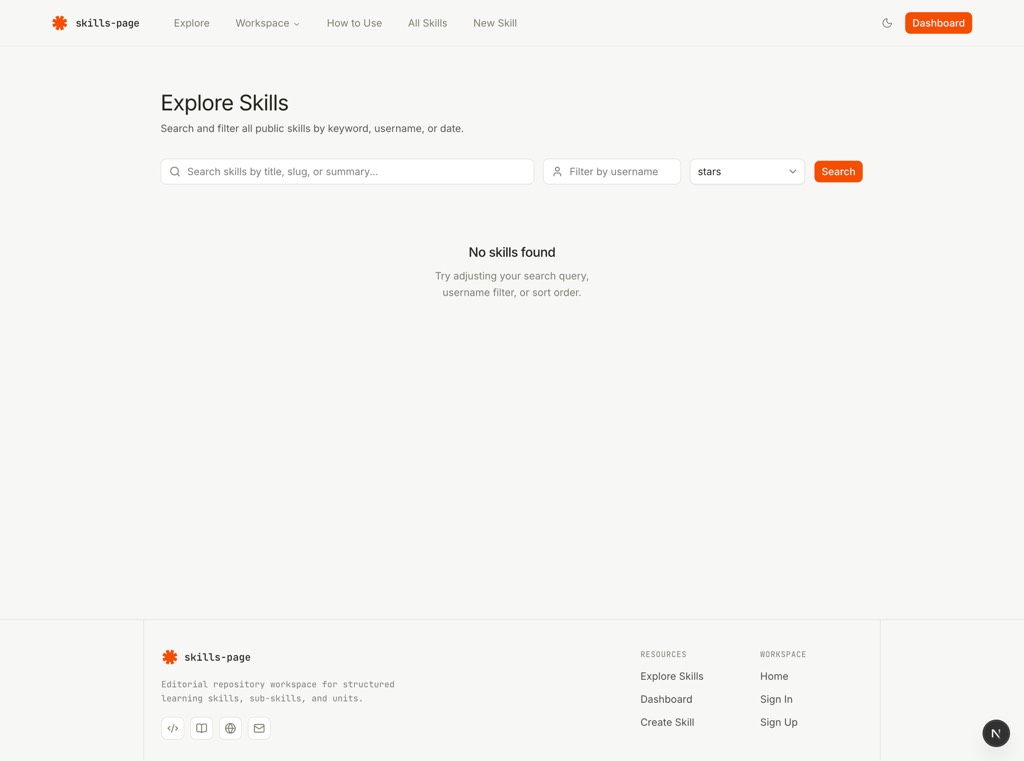 skills-page
Explore
Workspace
How to Use
All Skills
New Skill
Dashboard
Explore Skills
Search and filter all public skills by keyword, username, or date.
Search skills by title, slug, or summary...
Filter by username
stars
Search
No skills found
Try adjusting your search query,
username filter, or sort order.
skills-page
Editorial repository workspace for structured
learning skills, sub-skills, and units.
RESOURCES
Explore Skills
Dashboard
Create Skill
WORKSPACE
Home
Sign In
Sign Up
N